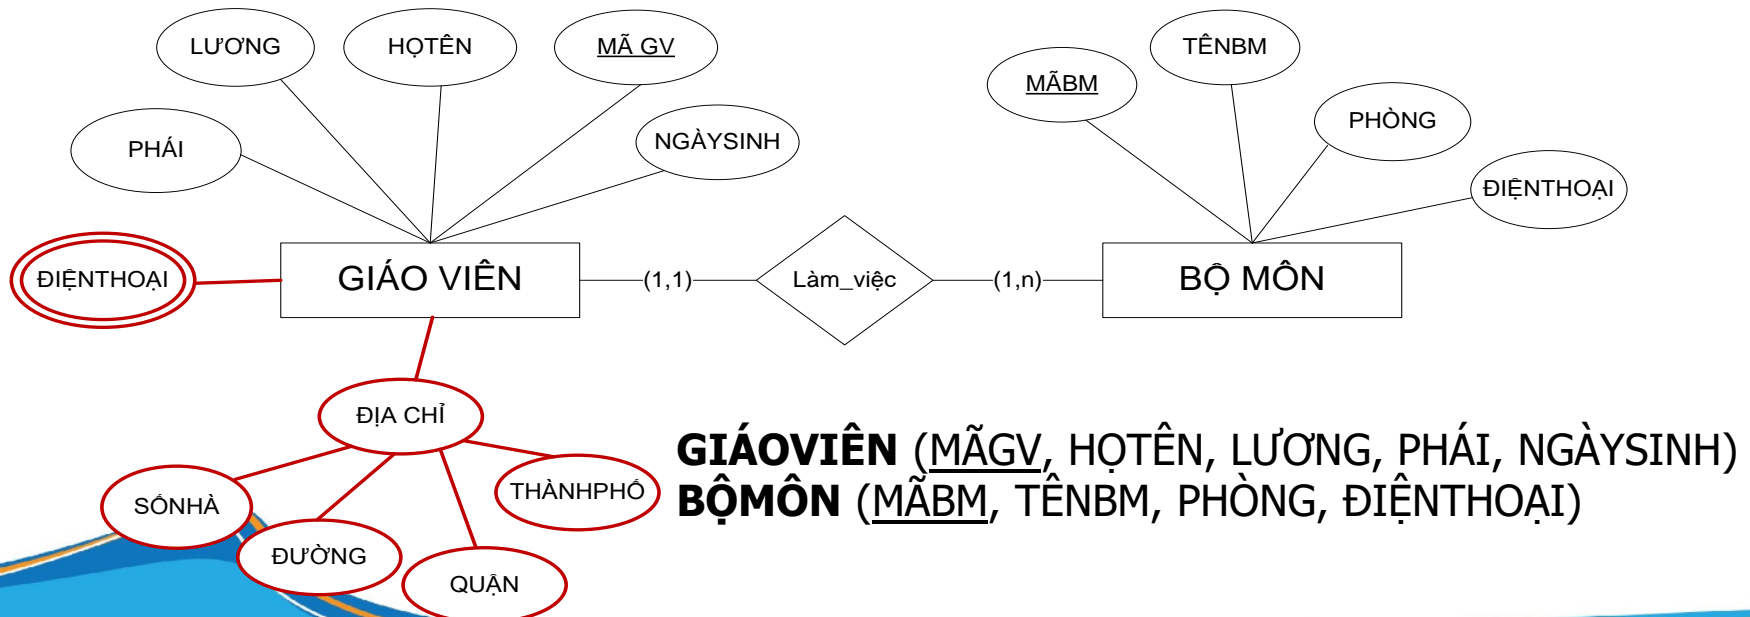 LƯƠNG
HỌTÊN
MÃ GV
TÊNBM
MÃBM
PHÁI
NGÀYSINH
PHÒNG
ĐIỆNTHOẠI
ĐIỆNTHOẠI
GIÁO VIÊN
(1,1)
Làm_việc
(1,n)
BỘ MÔN
ĐỊA CHỈ
SỐNHÀ
ĐƯỜNG
QUẬN
THÀNHPHỐ
GIÁOVIÊN (MÃGV, HỌTÊN, LƯƠNG, PHÁI, NGÀYSINH)
BỘMÔN (MÃBM, TÊNBM, PHÒNG, ĐIỆNTHOẠI)